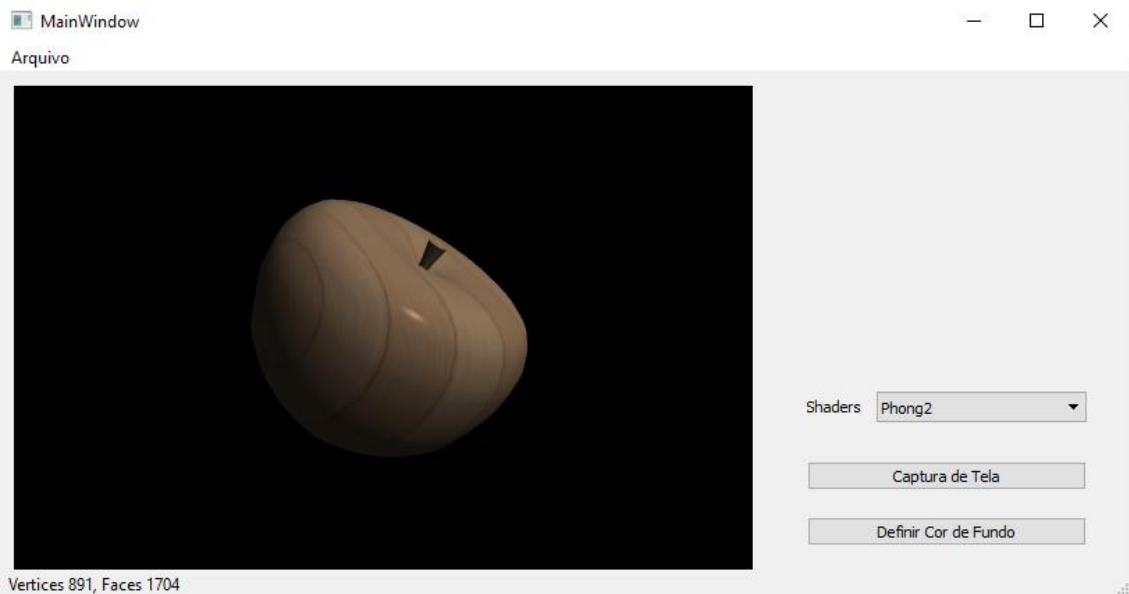 MainWindow
Arquivo
Shaders
Phong2
Captura de Tela
Definir Cor de Fundo
Vertices 891, Faces 1704